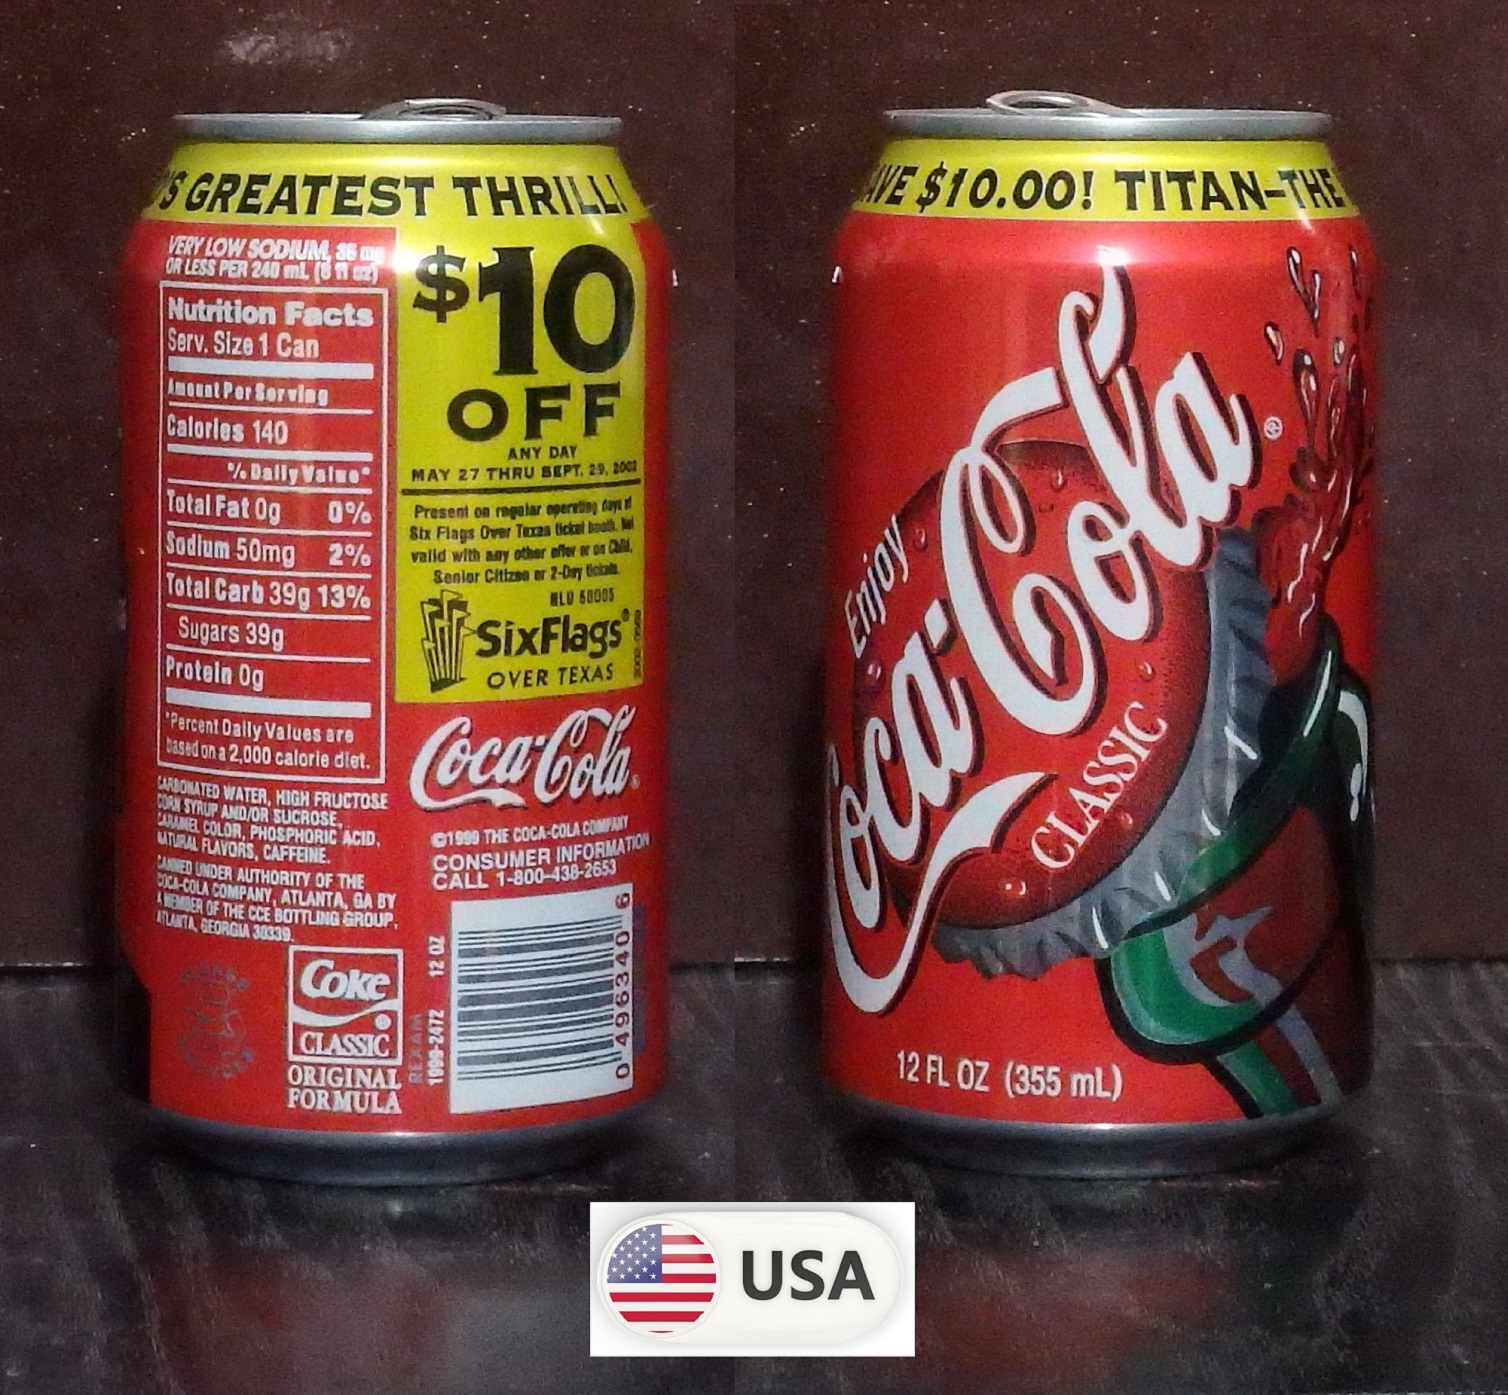 'S GREATEST THRILL!
VERY LOW SODIUM, 35 mg
OR LESS PER 240 mL (8 fl oz)
Nutrition Facts
Serv. Size 1 Can
Amount Per Serving
Calories 140
% Daily Value*
Total Fat 0g 0%
Sodium 50mg 2%
Total Carb 39g 13%
Sugars 39g
Protein 0g
*Percent Daily Values are
based on a 2,000 calorie diet.
CARBONATED WATER, HIGH FRUCTOSE
CORN SYRUP AND/OR SUCROSE,
CARAMEL COLOR, PHOSPHORIC ACID,
NATURAL FLAVORS, CAFFEINE.
CANNED UNDER AUTHORITY OF THE
COCA-COLA COMPANY, ATLANTA, GA BY
A MEMBER OF THE CCE BOTTLING GROUP,
ATLANTA, GEORGIA 30339.
Coke
CLASSIC
ORIGINAL
FORMULA
$10
OFF
ANY DAY
MAY 27 THRU SEPT. 29, 2002
Present on regular operating days at
Six Flags Over Texas ticket booth. Not
valid with any other offer or on Child,
Senior Citizen or 2-Day tickets.
NLU 50005
SixFlags®
OVER TEXAS
Coca-Cola®
©1999 THE COCA-COLA COMPANY
CONSUMER INFORMATION
CALL 1-800-438-2653
REXAM
1999-2472 12 OZ
0 496340 6
AVE $10.00! TITAN–THE
Enjoy
Coca-Cola®
CLASSIC
12 FL OZ (355 mL)
USA